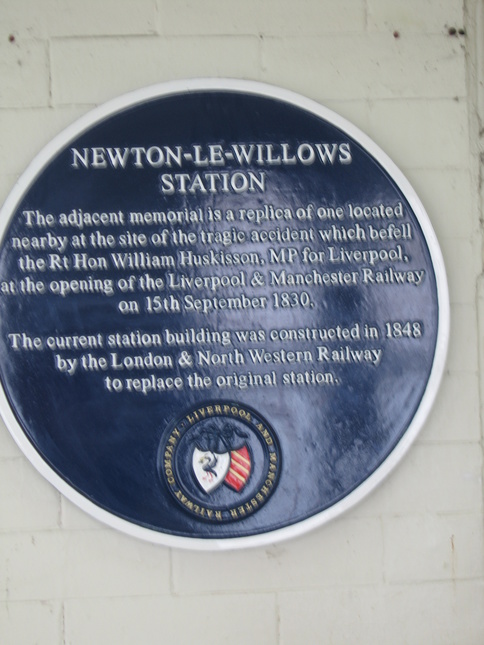 NEWTON-LE-WILLOWS
STATION
The adjacent memorial is a replica of one located
nearby at the site of the tragic accident which befell
the Rt Hon William Huskisson, MP for Liverpool,
at the opening of the Liverpool & Manchester Railway
on 15th September 1830.
The current station building was constructed in 1848
by the London & North Western Railway
to replace the original station.
LIVERPOOL·AND·MANCHESTER·RAILWAY·COMPANY